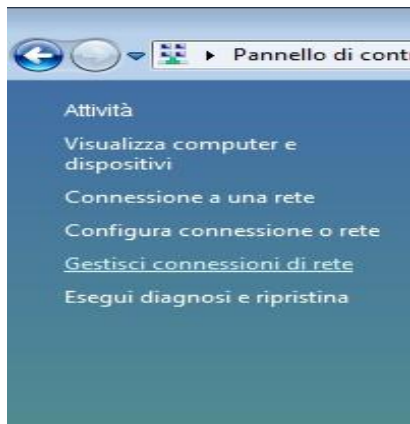 Pannello di cont
Attività
Visualizza computer e
dispositivi
Connessione a una rete
Configura connessione o rete
Gestisci connessioni di rete
Esegui diagnosi e ripristina